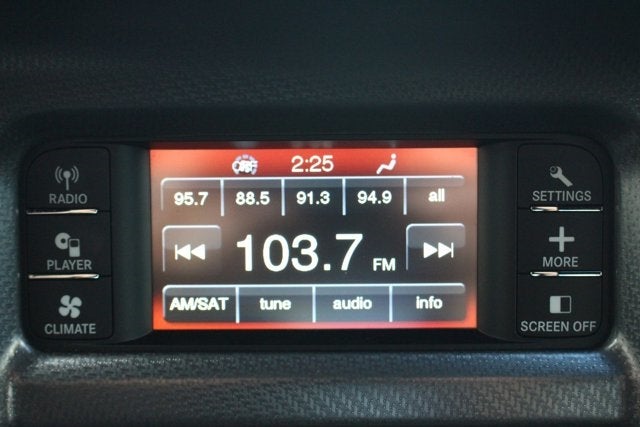 2:25
95.7 88.5 91.3 94.9 all
103.7 FM
AM/SAT tune audio info
RADIO
PLAYER
CLIMATE
SETTINGS
MORE
SCREEN OFF